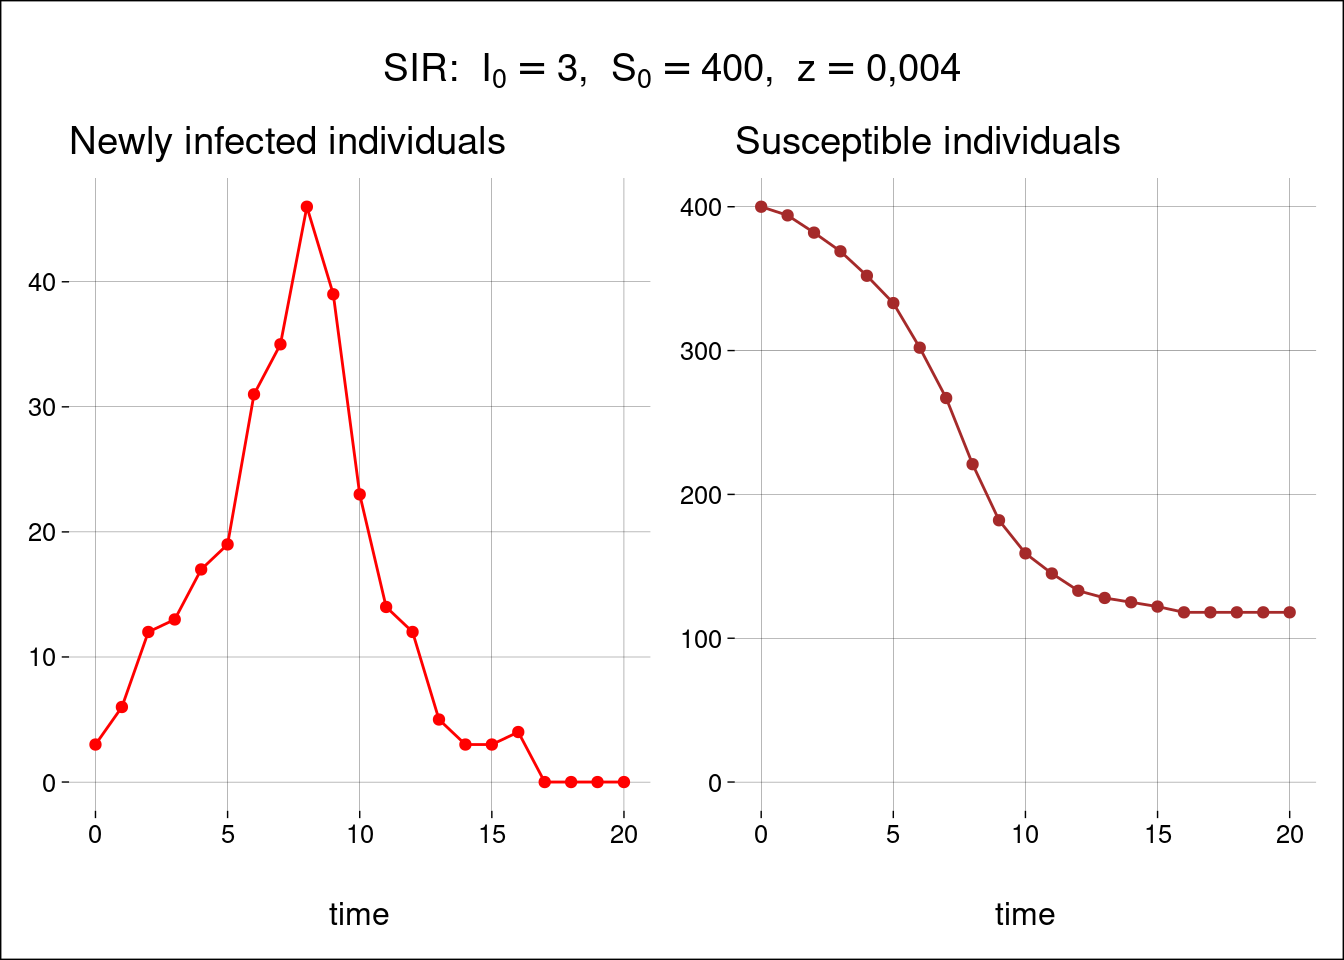 SIR: I₀ = 3, S₀ = 400, z = 0,004
Newly infected individuals
40
30
20
10
0
0 5 10 15 20
time
Susceptible individuals
400
300
200
100
0
0 5 10 15 20
time